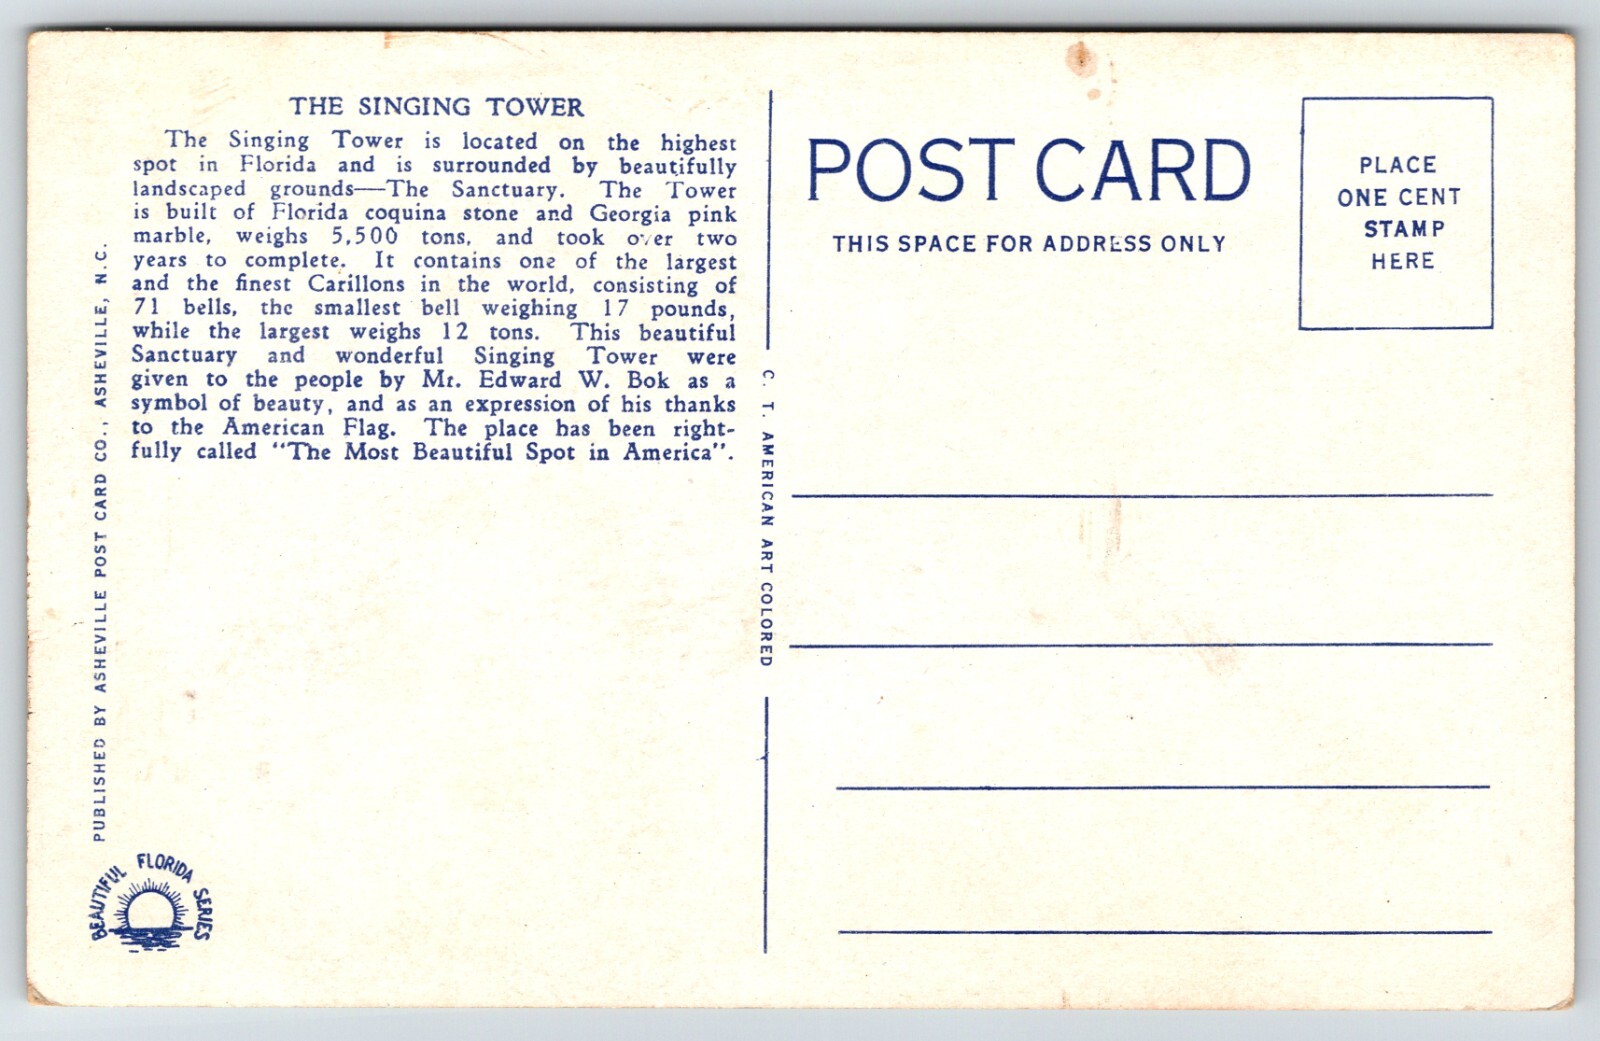 THE SINGING TOWER
The Singing Tower is located on the highest
spot in Florida and is surrounded by beautifully
landscaped grounds—The Sanctuary. The Tower
is built of Florida coquina stone and Georgia pink
marble, weighs 5,500 tons, and took over two
years to complete. It contains one of the largest
and the finest Carillons in the world, consisting of
71 bells, the smallest bell weighing 17 pounds,
while the largest weighs 12 tons. This beautiful
Sanctuary and wonderful Singing Tower were
given to the people by Mr. Edward W. Bok as a
symbol of beauty, and as an expression of his thanks
to the American Flag. The place has been right-
fully called "The Most Beautiful Spot in America".
PUBLISHED BY ASHEVILLE POST CARD CO., ASHEVILLE, N.C.
BEAUTIFUL FLORIDA SERIES
C. T. AMERICAN ART COLORED
POST CARD
THIS SPACE FOR ADDRESS ONLY
PLACE
ONE CENT
STAMP
HERE